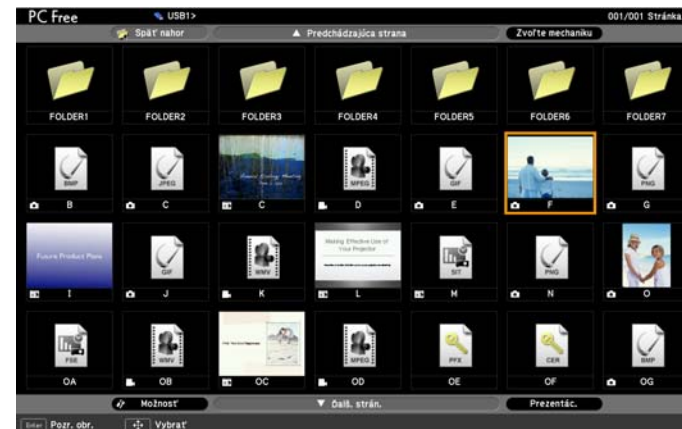 PC Free USB1> 001/001 Stránka
Späť nahor ▲ Predchádzajúca strana Zvoľte mechaniku
FOLDER1 FOLDER2 FOLDER3 FOLDER4 FOLDER5 FOLDER6 FOLDER7
BMP JPEG MPEG GIF PNG
B C C D E F G
Future Product Plans GIF WMV Making Effective Use of Your Projector SIT PNG
I J K L M N O
FSE WMV MPEG PFX CER BMP
OA OB OC OD OE OF OG
Možnosť ▼ Ďalš. strán. Prezentác.
Enter Pozr. obr. Vybrať